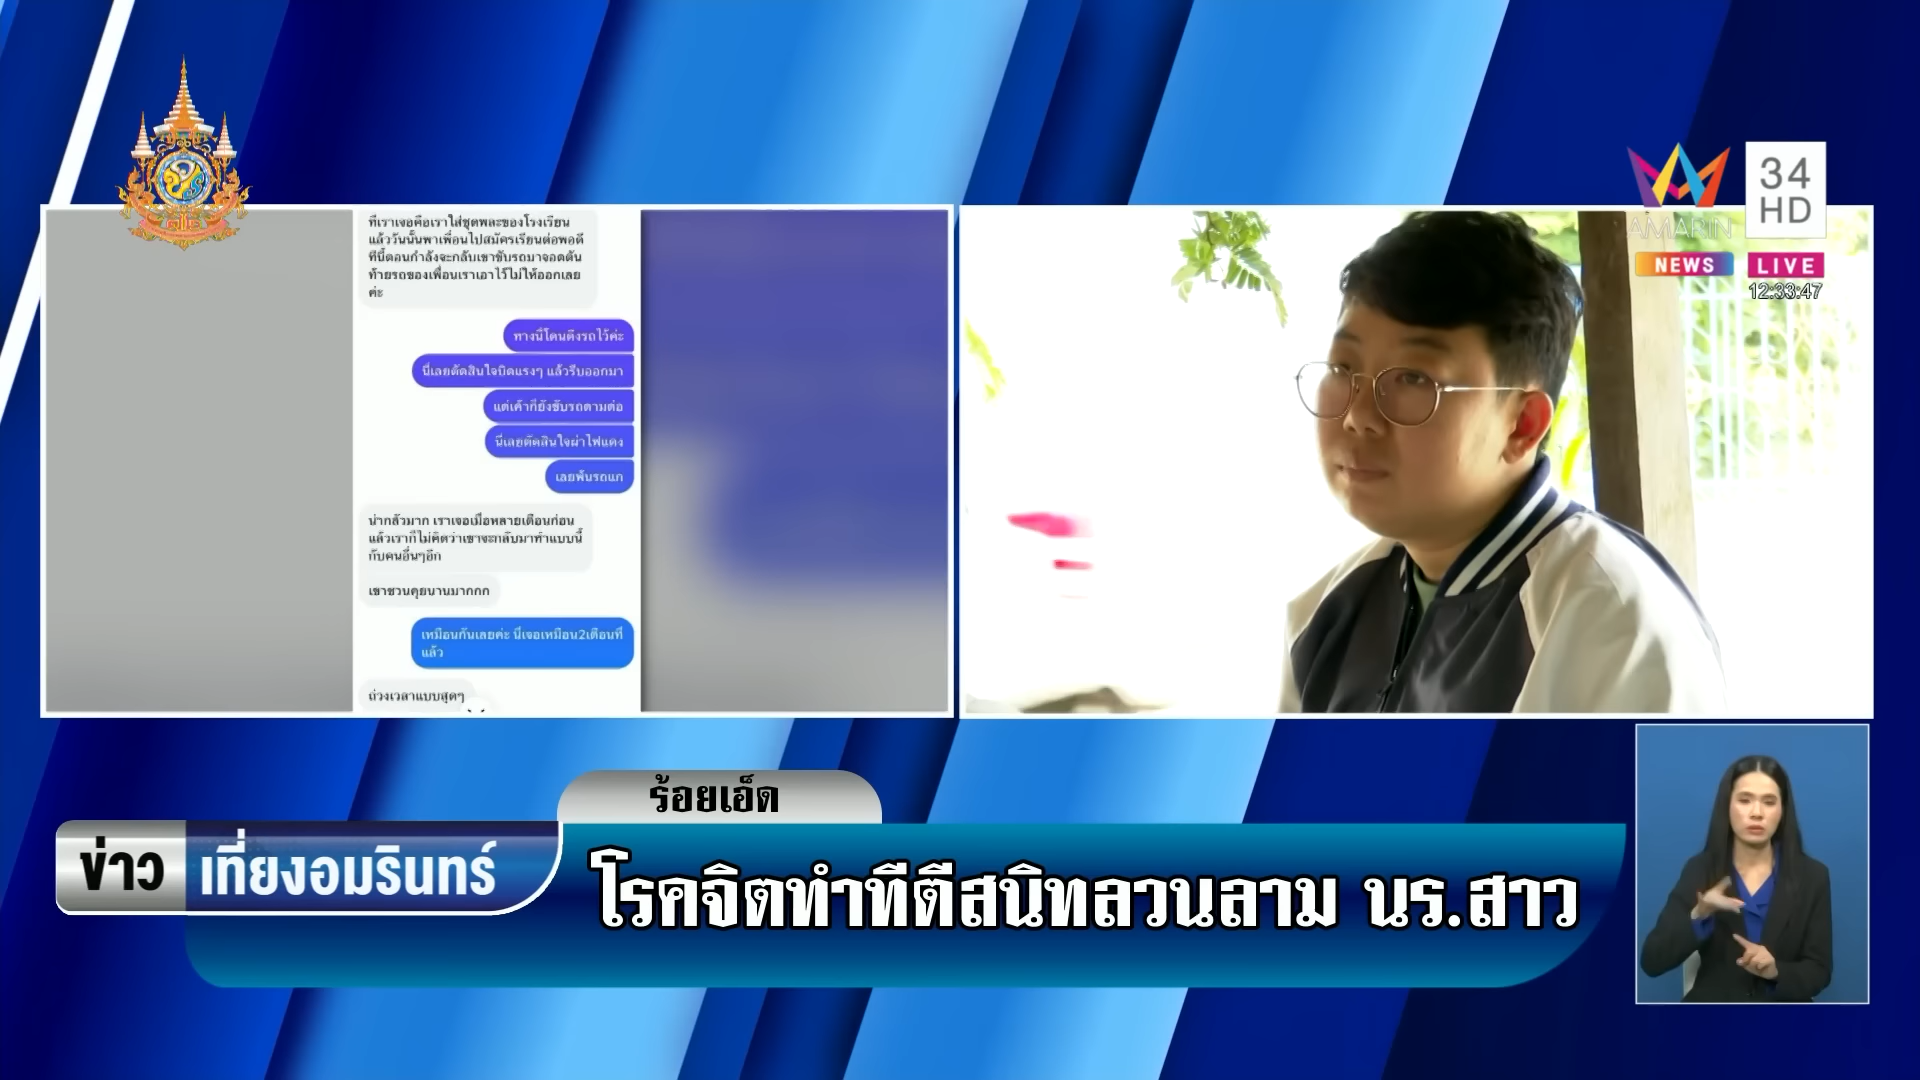 AMARIN
34
HD
NEWS
LIVE
12:33:47
ที่เราเจอคือเราใส่ชุดพละของโรงเรียน
แล้ววันนั้นพาเพื่อนไปสมัครเรียนต่อพอดี
ทีนี้ตอนกำลังจะกลับเขาขับรถมาจอดดัน
ท้ายรถของเพื่อนเราเอาไว้ไม่ให้ออกเลย
ค่ะ
ทางนี้โดนดึงรถไว้ค่ะ
นี่เลยตัดสินใจบิดแรงๆ แล้วรีบออกมา
แต่เค้าก็ยังขับรถตามต่อ
นี่เลยตัดสินใจผ่าไฟแดง
เลยพ้นรถแก
น่ากลัวมาก เราเจอเมื่อหลายเดือนก่อน
แล้วเราก็ไม่คิดว่าเขาจะกลับมาทำแบบนี้
กับคนอื่นๆอีก
เขาชวนคุยนานมากกก
เหมือนกันเลยค่ะ นี่เจอเหมือน2เดือนที่
แล้ว
ถ่วงเวลาแบบสุดๆ
ร้อยเอ็ด
ข่าว เที่ยงอมรินทร์
โรคจิตทำทีตีสนิทลวนลาม นร.สาว